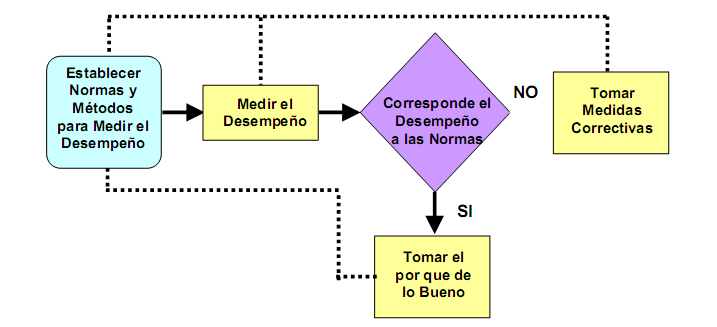 Establecer
Normas y
Métodos
para Medir el
Desempeño
Medir el
Desempeño
Corresponde el
Desempeño
a las Normas
NO
Tomar
Medidas
Correctivas
SI
Tomar el
por que de
lo Bueno